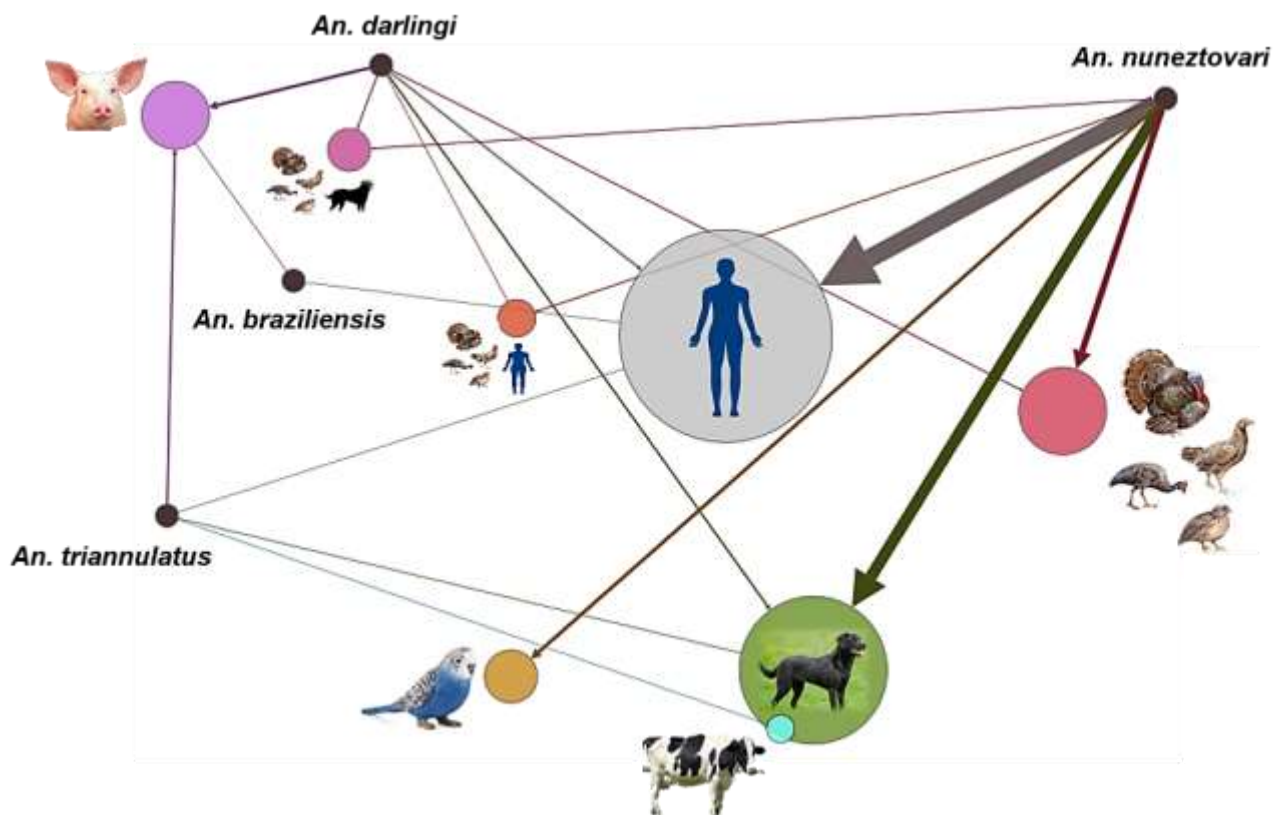 An. darlingi
An. nuneztovari
An. braziliensis
An. triannulatus